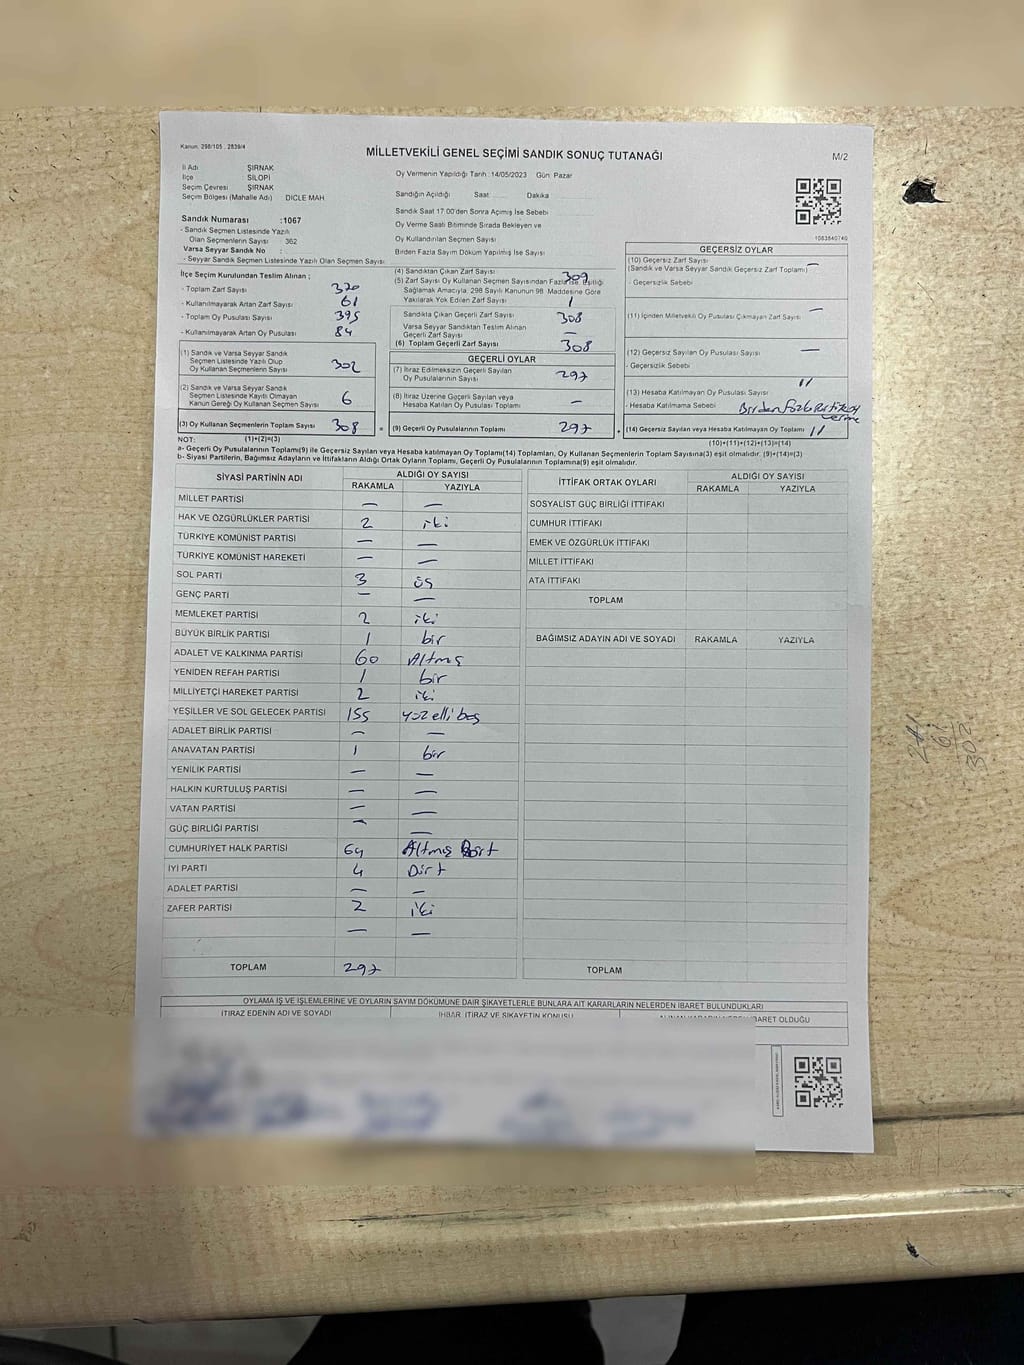 Kanun. 298/105 . 2839/4
MİLLETVEKİLİ GENEL SEÇİMİ SANDIK SONUÇ TUTANAĞI
M/2
İl Adı ŞIRNAK
İlçe SİLOPİ
Seçim Çevresi ŞIRNAK
Seçim Bölgesi (Mahalle Adı) DICLE MAH.
Sandık Numarası :1067
- Sandık Seçmen Listesinde Yazılı
Olan Seçmenlerin Sayısı : 362
Varsa Seyyar Sandık No :
- Seyyar Sandık Seçmen Listesinde Yazılı Olan Seçmen Sayısı:
Oy Vermenin Yapıldığı Tarih :14/05/2023 Gün Pazar
Sandığın Açıldığı Saat Dakika
Sandık Saat 17 00'den Sonra Açımış İse Sebebi
Oy Verme Saati Bitiminde Sırada Bekleyen ve
Oy Kullandırılan Seçmen Sayısı
Birden Fazla Sayım Döküm Yapılmış İse Sayısı
1083840740
İlçe Seçim Kurulundan Teslim Alınan ;
- Toplam Zarf Sayısı 370
- Kullanılmayarak Artan Zarf Sayısı 61
- Toplam Oy Pusulası Sayısı 395
- Kullanılmayarak Artan Oy Pusulası 84
(1) Sandık ve Varsa Seyyar Sandık
Seçmen Listesinde Yazılı Olup
Oy Kullanan Seçmenlerin Sayısı 302
(2) Sandık ve Varsa Seyyar Sandık
Seçmen Listesinde Kayıtlı Olmayan
Kanun Gereği Oy Kullanan Seçmen Sayısı 6
(3) Oy Kullanan Seçmenlerin Toplam Sayısı 308
(1)+(2)=(3)
(4) Sandıktan Çıkan Zarf Sayısı 309
(5) Zarf Sayısı Oy Kullanan Seçmen Sayısından Fazla İse, Eşitliği
Sağlamak Amacıyla, 298 Sayılı Kanunun 98. Maddesine Göre
Yakılarak Yok Edilen Zarf Sayısı 1
Sandıkta Çıkan Geçerli Zarf Sayısı 308
Varsa Seyyar Sandıktan Teslim Alınan
Geçerli Zarf Sayısı —
(6) Toplam Geçerli Zarf Sayısı 308
GEÇERLİ OYLAR
(7) İtiraz Edilmeksizin Geçerli Sayılan
Oy Pusulalarının Sayısı 297
(8) İtiraz Üzerine Geçerli Sayılan veya
Hesaba Katılan Oy Pusulası Toplamı —
= (9) Geçerli Oy Pusulalarının Toplamı 297
GEÇERSİZ OYLAR
(10) Geçersiz Zarf Sayısı —
(Sandık ve Varsa Seyyar Sandık Geçersiz Zarf Toplamı)
- Geçersizlik Sebebi
(11) İçinden Milletvekili Oy Pusulası Çıkmayan Zarf Sayısı —
(12) Geçersiz Sayılan Oy Pusulası Sayısı —
- Geçersizlik Sebebi
(13) Hesaba Katılmayan Oy Pusulası Sayısı 11
- Hesaba Katılmama Sebebi Birden fazla Partiye oy verme
+ (14) Geçersiz Sayılan veya Hesaba Katılmayan Oy Toplamı 11
(10)+(11)+(12)+(13)=(14)
NOT:
a- Geçerli Oy Pusulalarının Toplamı(9) ile Geçersiz Sayılan veya Hesaba katılmayan Oy Toplamı(14) Toplamları, Oy Kullanan Seçmenlerin Toplam Sayısına(3) eşit olmalıdır. (9)+(14)=(3)
b- Siyasi Partilerin, Bağımsız Adayların ve İttifakların Aldığı Ortak Oyların Toplamı, Geçerli Oy Pusulalarının Toplamına(9) eşit olmalıdır.
SİYASİ PARTİNİN ADI ALDIĞI OY SAYISI
RAKAMLA YAZIYLA
MİLLET PARTİSİ — —
HAK VE ÖZGÜRLÜKLER PARTİSİ 2 iki
TÜRKİYE KOMÜNİST PARTİSİ — —
TÜRKİYE KOMÜNİST HAREKETİ — —
SOL PARTİ 3 üş
GENÇ PARTİ — —
MEMLEKET PARTİSİ 2 iki
BÜYÜK BİRLİK PARTİSİ 1 bir
ADALET VE KALKINMA PARTİSİ 60 Altmış
YENİDEN REFAH PARTİSİ 1 bir
MİLLİYETÇİ HAREKET PARTİSİ 2 iki
YEŞİLLER VE SOL GELECEK PARTİSİ 155 yüz elli beş
ADALET BİRLİK PARTİSİ — —
ANAVATAN PARTİSİ 1 bir
YENİLİK PARTİSİ — —
HALKIN KURTULUŞ PARTİSİ — —
VATAN PARTİSİ — —
GÜÇ BİRLİĞİ PARTİSİ — —
CUMHURİYET HALK PARTİSİ 64 Altmış Dört
İYİ PARTİ 4 Dört
ADALET PARTİSİ — —
ZAFER PARTİSİ 2 iki
— —
TOPLAM 297
İTTİFAK ORTAK OYLARI ALDIĞI OY SAYISI
RAKAMLA YAZIYLA
SOSYALİST GÜÇ BİRLİĞİ İTTİFAKI
CUMHUR İTTİFAKI
EMEK VE ÖZGÜRLÜK İTTİFAKI
MİLLET İTTİFAKI
ATA İTTİFAKI
TOPLAM
BAĞIMSIZ ADAYIN ADI VE SOYADI RAKAMLA YAZIYLA
TOPLAM
241
61
302
OYLAMA İŞ VE İŞLEMLERİNE VE OYLARIN SAYIM DÖKÜMÜNE DAİR ŞİKAYETLERLE BUNLARA AİT KARARLARIN NELERDEN İBARET BULUNDUKLARI
İTİRAZ EDENİN ADI VE SOYADI İHBAR, İTİRAZ VE ŞİKAYETİN KONUSU ALINAN KARARIN NEDEN İBARET OLDUĞU